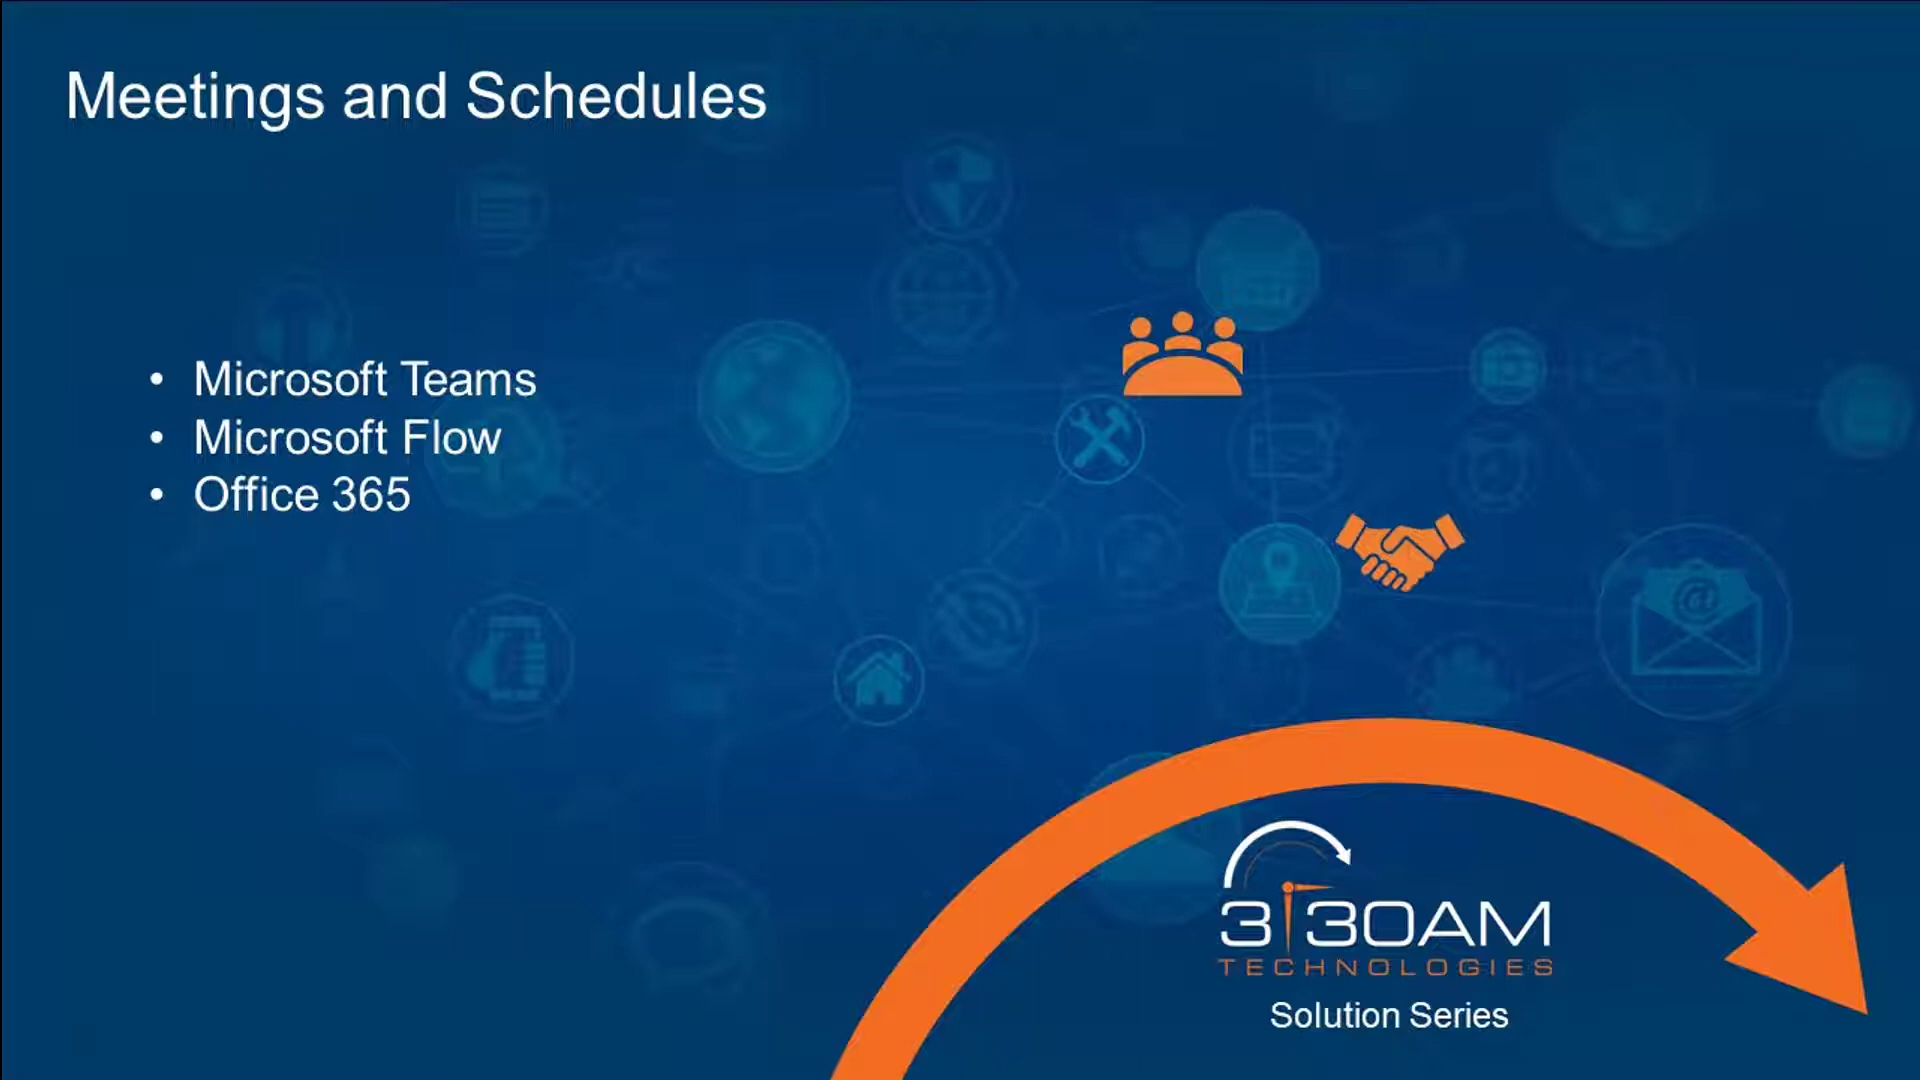 Meetings and Schedules
• Microsoft Teams
• Microsoft Flow
• Office 365
@
3:30AM
TECHNOLOGIES
Solution Series